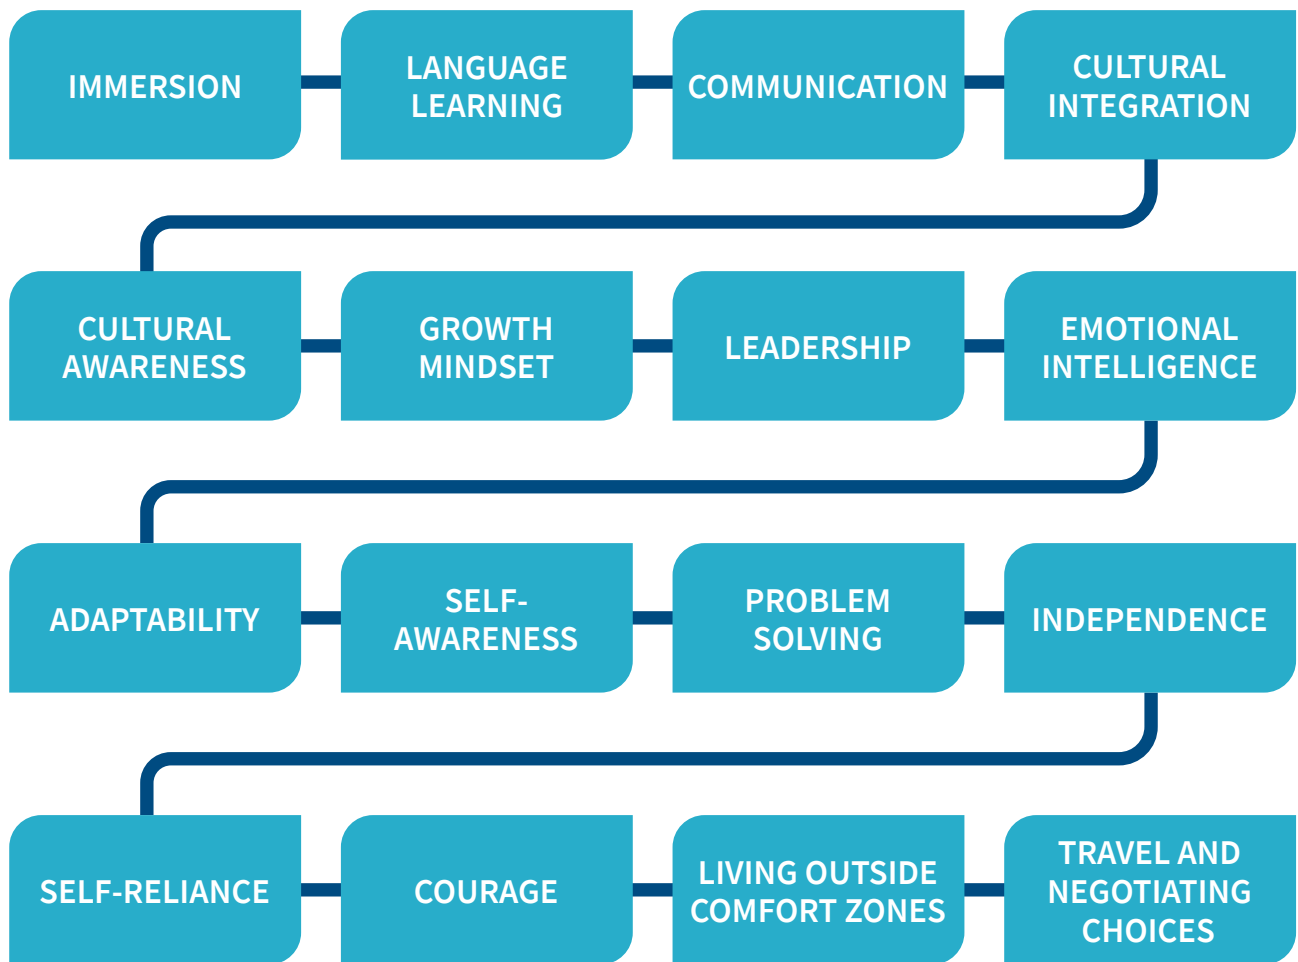 IMMERSION
LANGUAGE
LEARNING
COMMUNICATION
CULTURAL
INTEGRATION
CULTURAL
AWARENESS
GROWTH
MINDSET
LEADERSHIP
EMOTIONAL
INTELLIGENCE
ADAPTABILITY
SELF-
AWARENESS
PROBLEM
SOLVING
INDEPENDENCE
SELF-RELIANCE
COURAGE
LIVING OUTSIDE
COMFORT ZONES
TRAVEL AND
NEGOTIATING
CHOICES